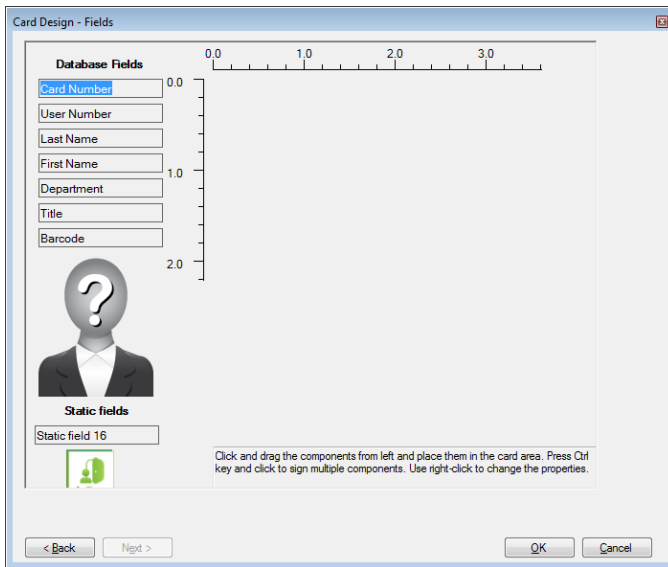 Card Design - Fields
Database Fields
Card Number
User Number
Last Name
First Name
Department
Title
Barcode
Static fields
Static field 16
0.0 1.0 2.0 3.0
0.0
1.0
2.0
Click and drag the components from left and place them in the card area. Press Ctrl
key and click to sign multiple components. Use right-click to change the properties.
< Back Next > OK Cancel